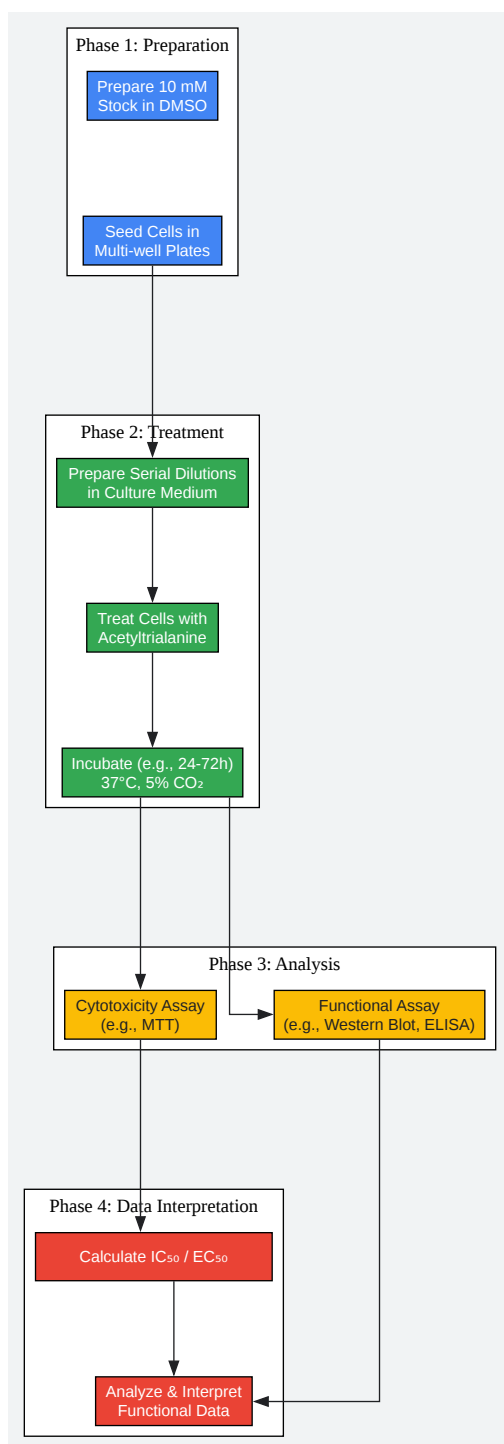 Phase 1: Preparation
Prepare 10 mM
Stock in DMSO
Seed Cells in
Multi-well Plates
Phase 2: Treatment
Prepare Serial Dilutions
in Culture Medium
Treat Cells with
Acetyltrialanine
Incubate (e.g., 24-72h)
37°C, 5% CO₂
Phase 3: Analysis
Cytotoxicity Assay
(e.g., MTT)
Functional Assay
(e.g., Western Blot, ELISA)
Phase 4: Data Interpretation
Calculate IC₅₀ / EC₅₀
Analyze & Interpret
Functional Data